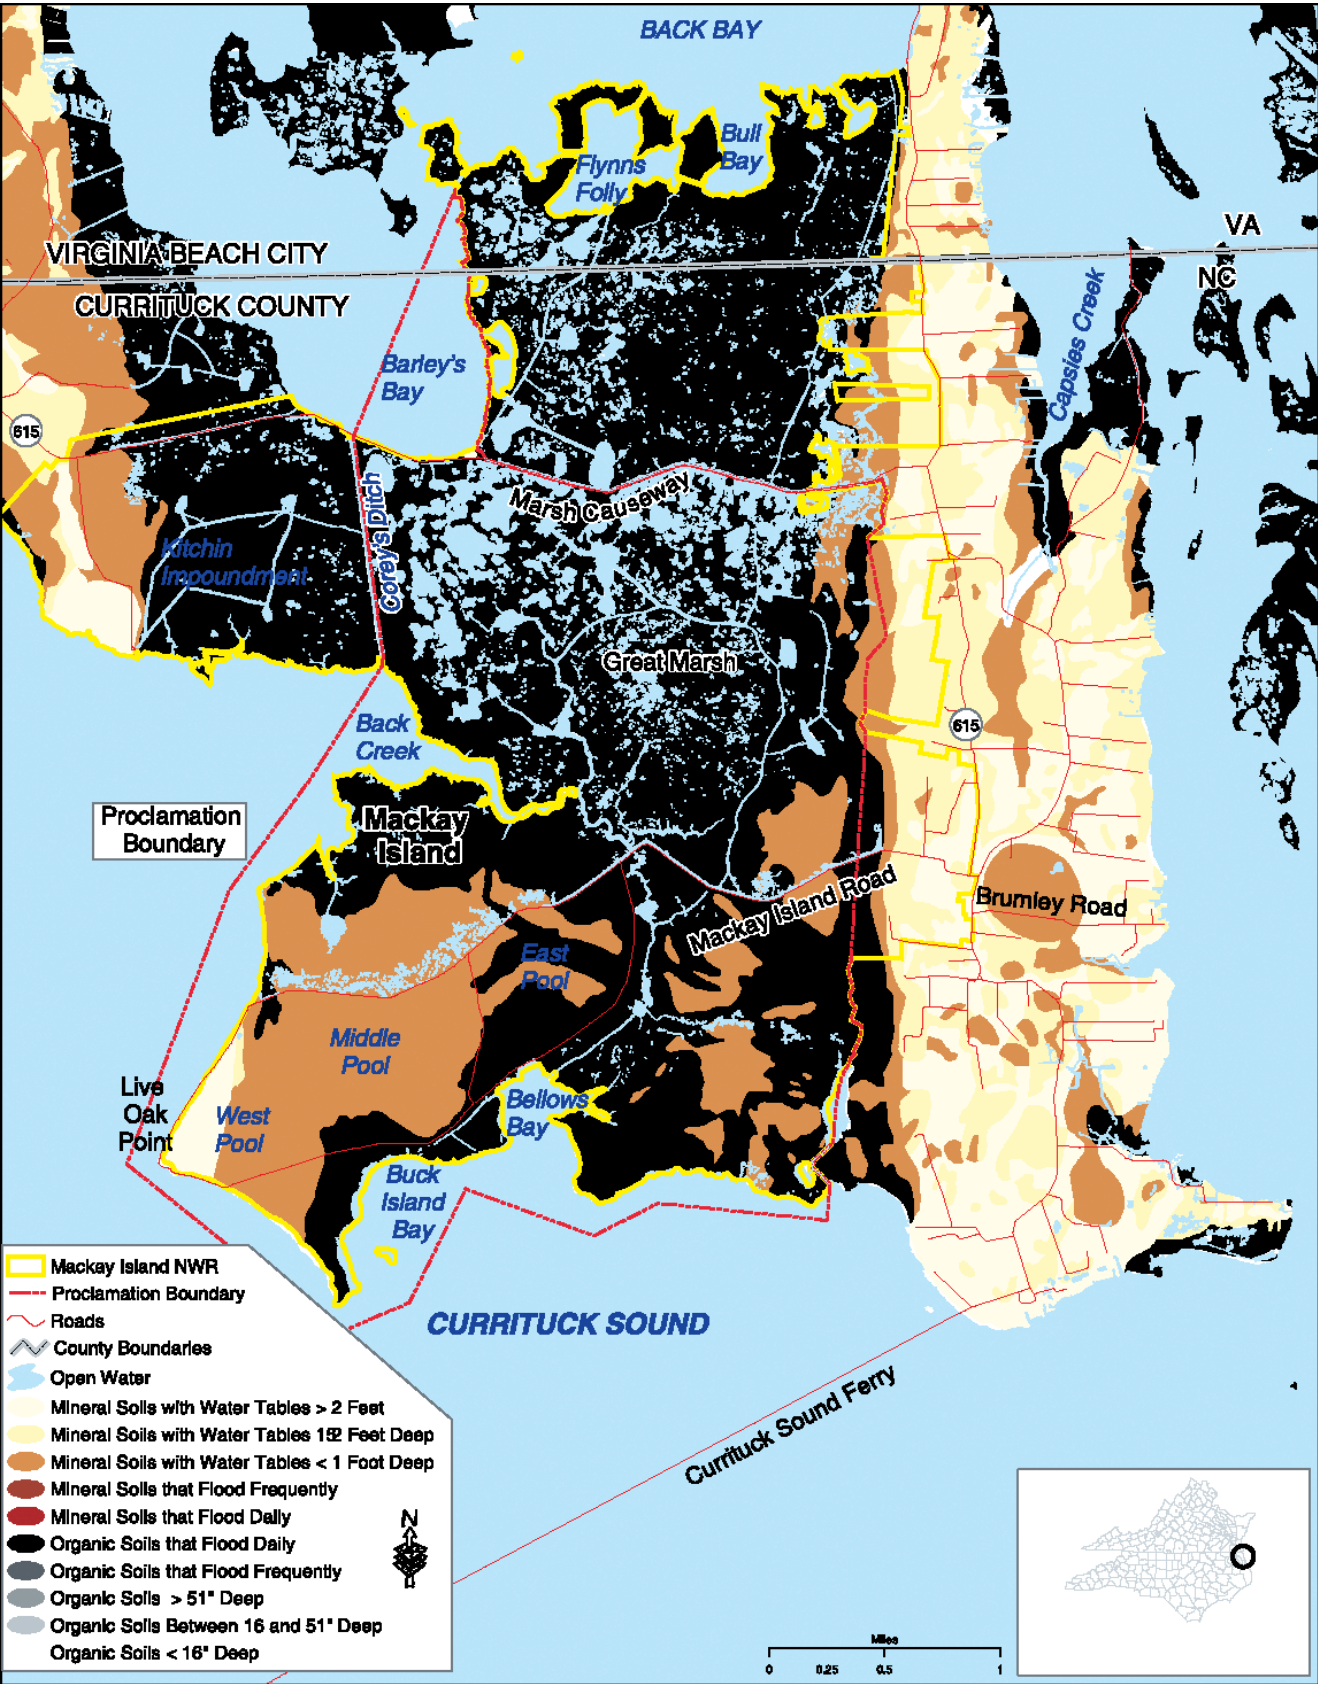 BACK BAY
Bull
Bay
Flynns
Folly
VA
VIRGINIA BEACH CITY
NC
CURRITUCK COUNTY
Capsies Creek
Barley's
Bay
615
Marsh Causeway
Corey's Ditch
Kitchin
Impoundment
Great Marsh
Back
Creek
615
Proclamation
Boundary
Mackay
Island
Mackay Island Road
Brumley Road
East
Pool
Middle
Pool
Live
Oak
Point
West
Pool
Bellows
Bay
Buck
Island
Bay
CURRITUCK SOUND
Currituck Sound Ferry
Mackay Island NWR
Proclamation Boundary
Roads
County Boundaries
Open Water
Mineral Soils with Water Tables > 2 Feet
Mineral Soils with Water Tables 152 Feet Deep
Mineral Soils with Water Tables < 1 Foot Deep
Mineral Soils that Flood Frequently
Mineral Soils that Flood Daily
Organic Soils that Flood Daily
Organic Soils that Flood Frequently
Organic Soils > 51" Deep
Organic Soils Between 16 and 51" Deep
Organic Soils < 16" Deep
N
Miles
0 0.25 0.5 1